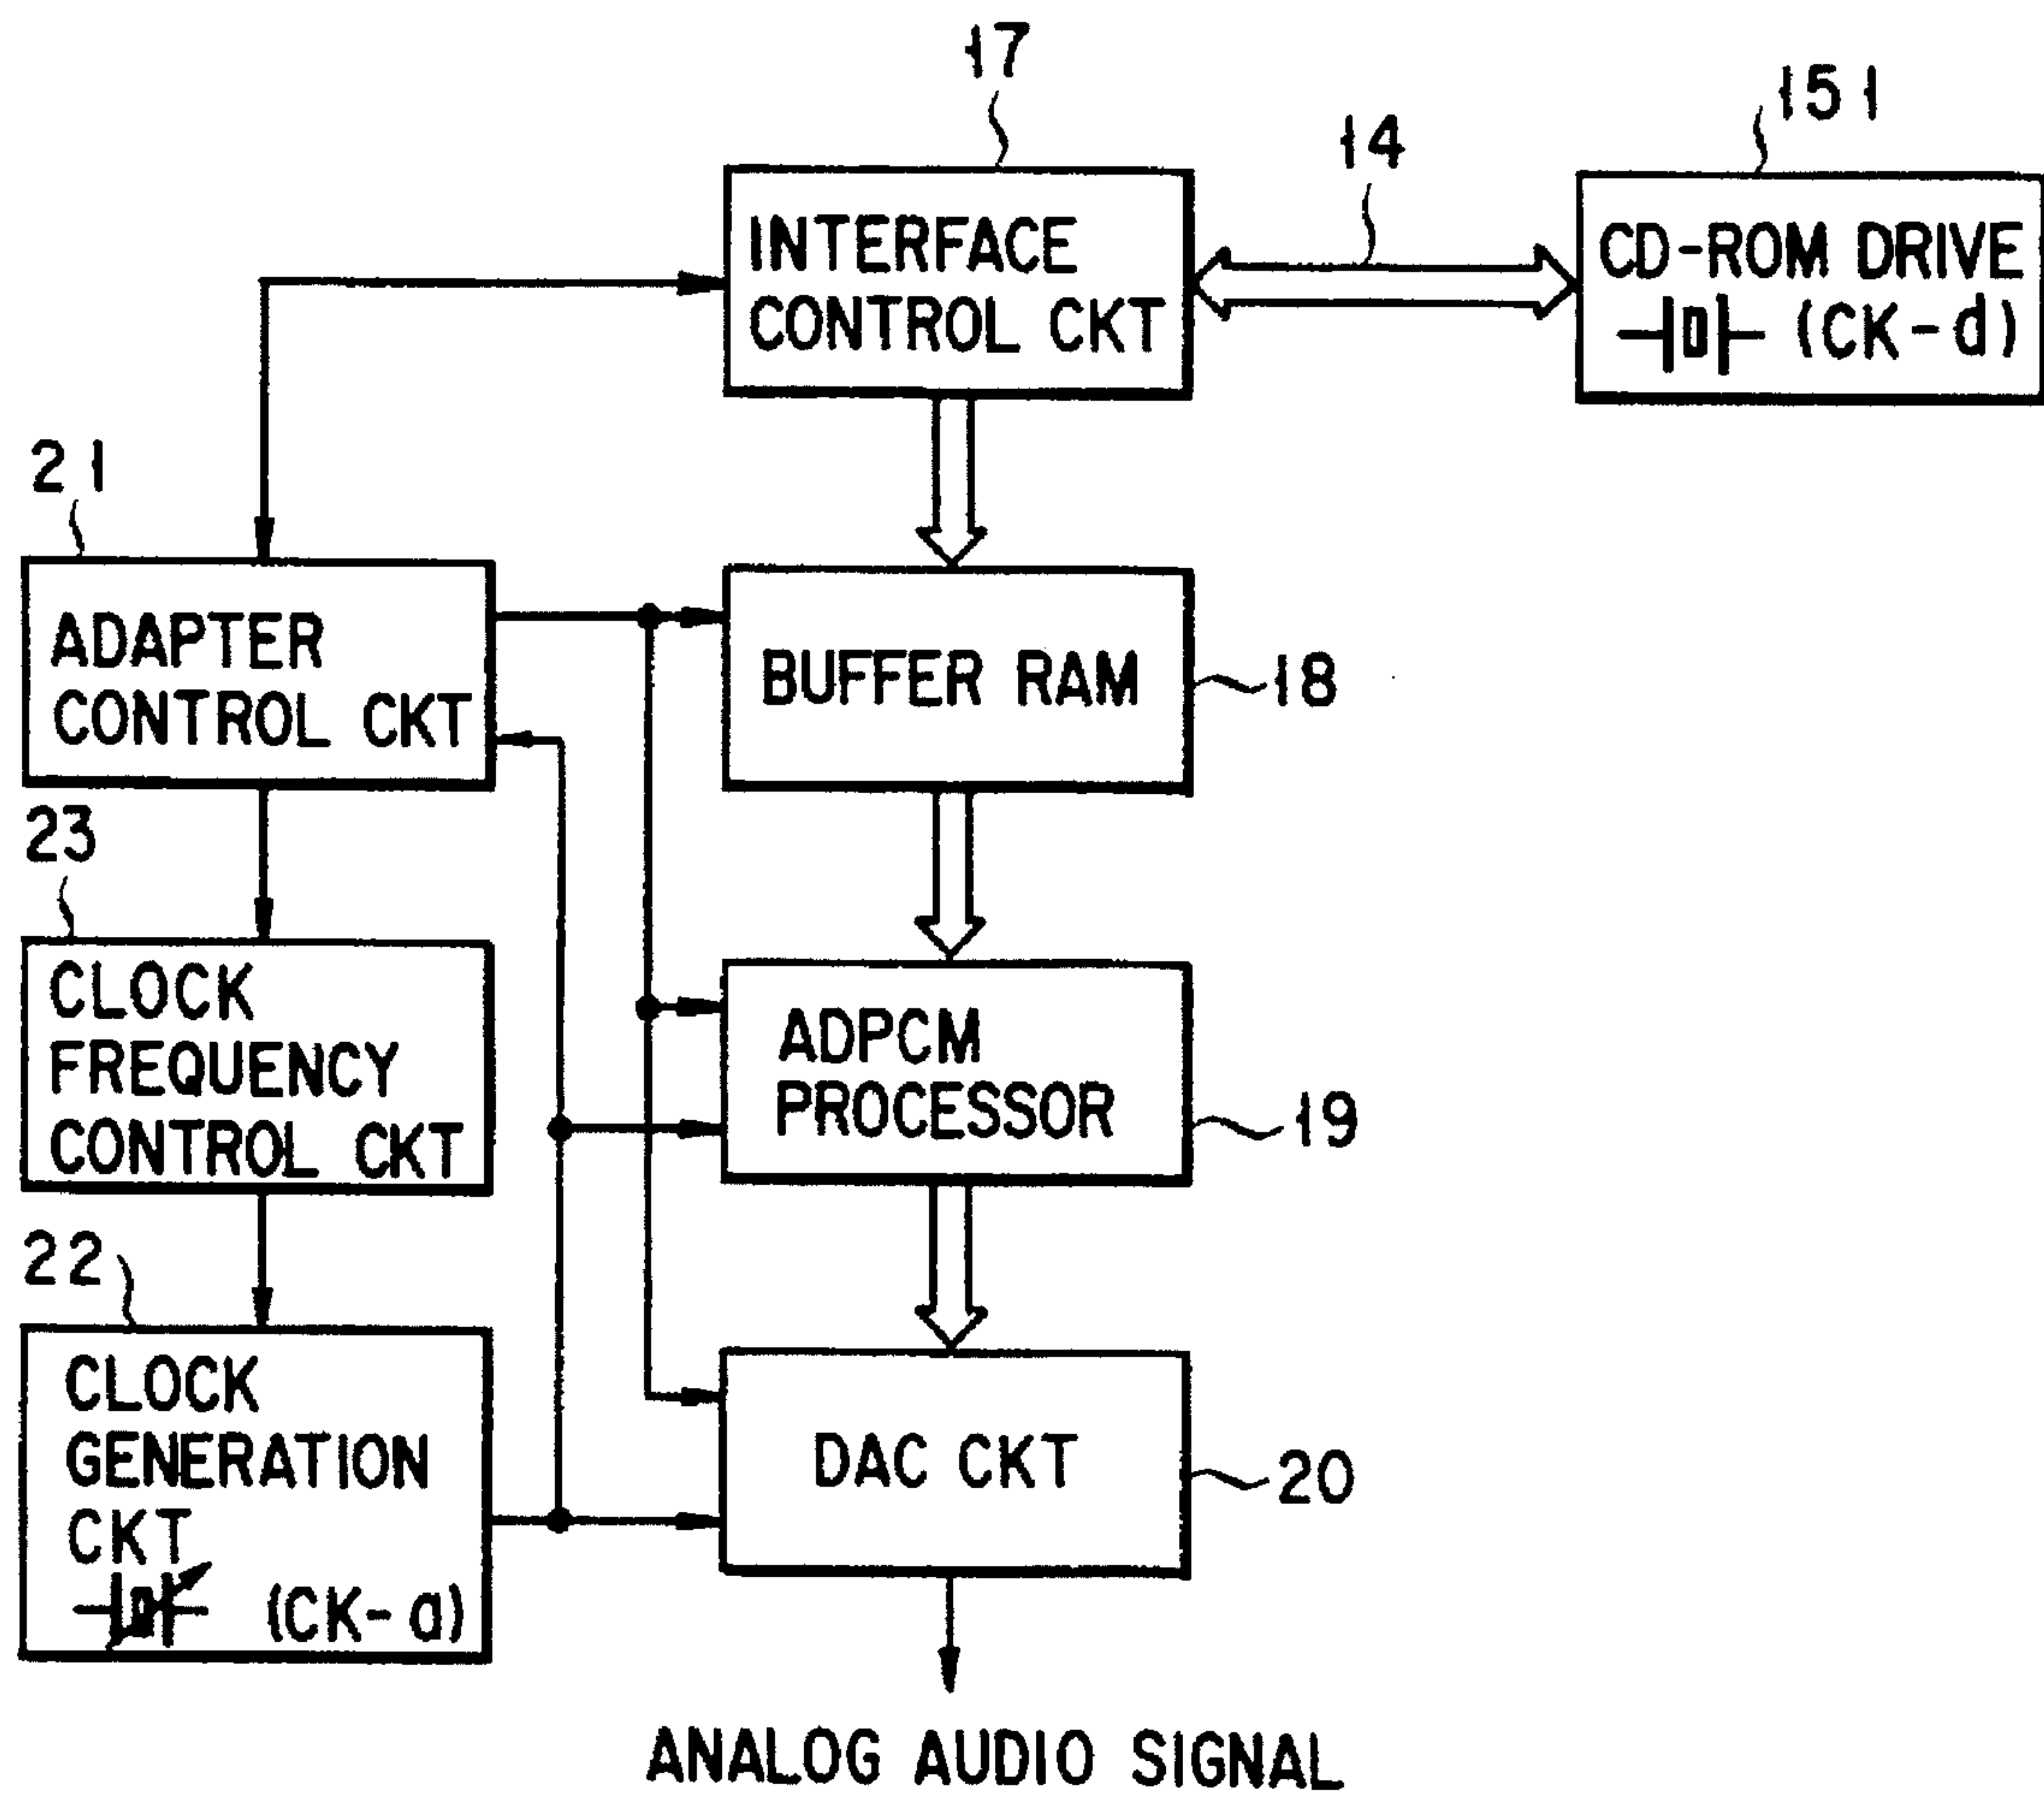 17
151
14
INTERFACE
CONTROL CKT
CD-ROM DRIVE
(CK-d)
21
ADAPTER
CONTROL CKT
BUFFER RAM
18
23
CLOCK
FREQUENCY
CONTROL CKT
ADPCM
PROCESSOR
19
22
CLOCK
GENERATION
CKT
(CK-a)
DAC CKT
20
ANALOG AUDIO SIGNAL